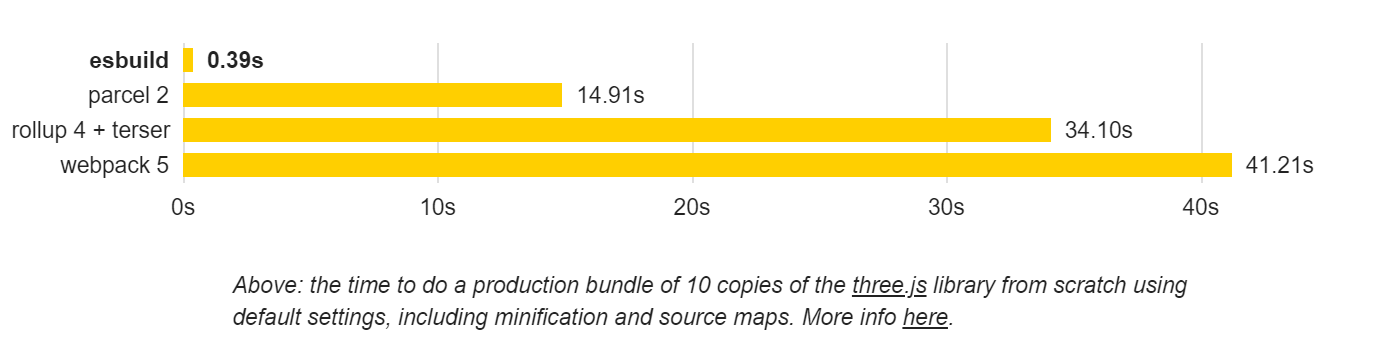 esbuild 0.39s
parcel 2 14.91s
rollup 4 + terser 34.10s
webpack 5 41.21s
0s 10s 20s 30s 40s
Above: the time to do a production bundle of 10 copies of the three.js library from scratch using
default settings, including minification and source maps. More info here.